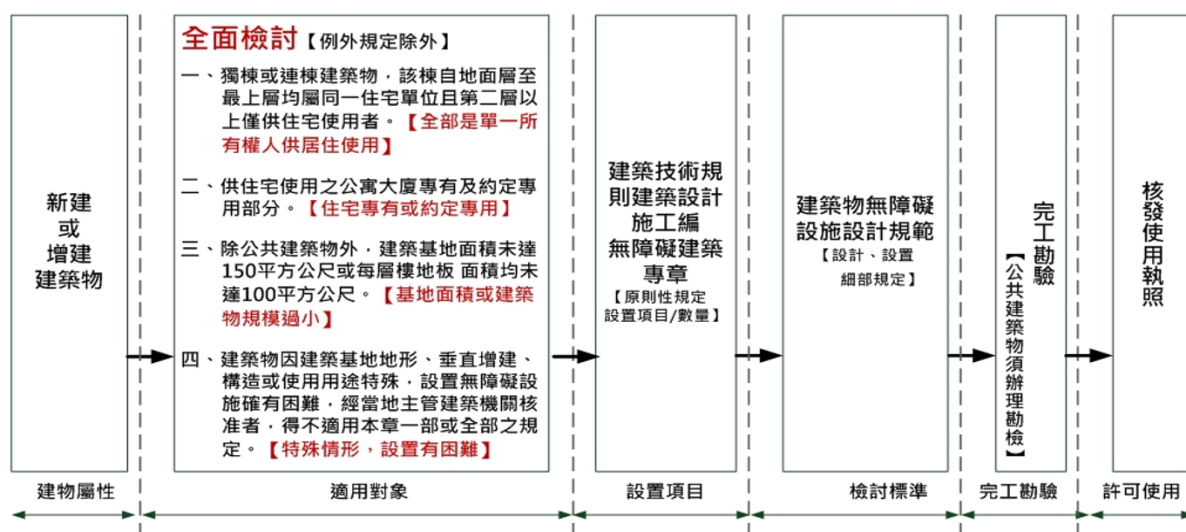 新建
或
增建
建築物
全面檢討【例外規定除外】
一、獨棟或連棟建築物，該棟自地面層至
最上層均屬同一住宅單位且第二層以
上僅供住宅使用者。【全部是單一所
有權人供居住使用】
二、供住宅使用之公寓大廈專有及約定專
用部分。【住宅專有或約定專用】
三、除公共建築物外，建築基地面積未達
150平方公尺或每層樓地板 面積均未
達100平方公尺。【基地面積或建築
物規模過小】
四、建築物因建築基地地形、垂直增建、
構造或使用用途特殊，設置無障礙設
施確有困難，經當地主管建築機關核
准者，得不適用本章一部或全部之規
定。【特殊情形，設置有困難】
建築技術規
則建築設計
施工編
無障礙建築
專章
【原則性規定
設置項目/數量】
建築物無障礙
設施設計規範
【設計、設置
細部規定】
完工勘驗
【公共建築物須辦理勘檢】
核發使用執照
建物屬性
適用對象
設置項目
檢討標準
完工勘驗
許可使用